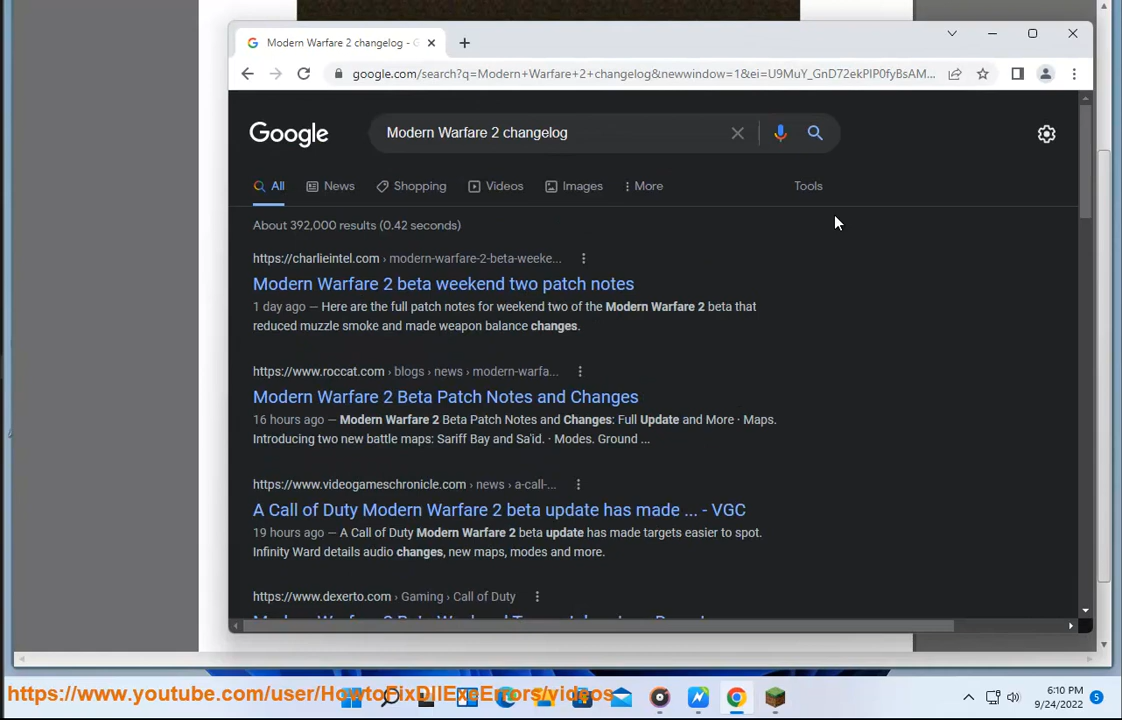 Modern Warfare 2 changelog - G
google.com/search?q=Modern+Warfare+2+changelog&newwindow=1&ei=U9MuY_GnD72ekPIP0fyBsAM...
Google
Modern Warfare 2 changelog
All News Shopping Videos Images More Tools
About 392,000 results (0.42 seconds)
https://charlieintel.com › modern-warfare-2-beta-weeke...
Modern Warfare 2 beta weekend two patch notes
1 day ago — Here are the full patch notes for weekend two of the Modern Warfare 2 beta that
reduced muzzle smoke and made weapon balance changes.
https://www.roccat.com › blogs › news › modern-warfa...
Modern Warfare 2 Beta Patch Notes and Changes
16 hours ago — Modern Warfare 2 Beta Patch Notes and Changes: Full Update and More · Maps.
Introducing two new battle maps: Sariff Bay and Sa'id. · Modes. Ground ...
https://www.videogameschronicle.com › news › a-call-...
A Call of Duty Modern Warfare 2 beta update has made ... - VGC
19 hours ago — A Call of Duty Modern Warfare 2 beta update has made targets easier to spot.
Infinity Ward details audio changes, new maps, modes and more.
https://www.dexerto.com › Gaming › Call of Duty
https://www.youtube.com/user/HowtoFixDllExeErrors/videos
6:10 PM
9/24/2022
5